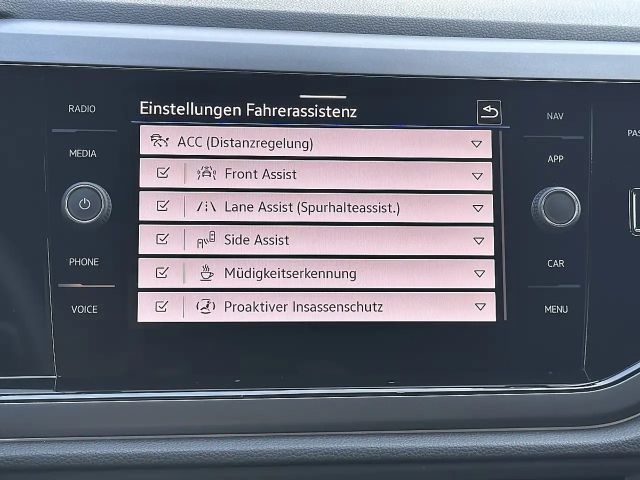 RADIO
MEDIA
PHONE
VOICE
Einstellungen Fahrerassistenz
ACC (Distanzregelung)
Front Assist
Lane Assist (Spurhalteassist.)
Side Assist
Müdigkeitserkennung
Proaktiver Insassenschutz
NAV
APP
CAR
MENU